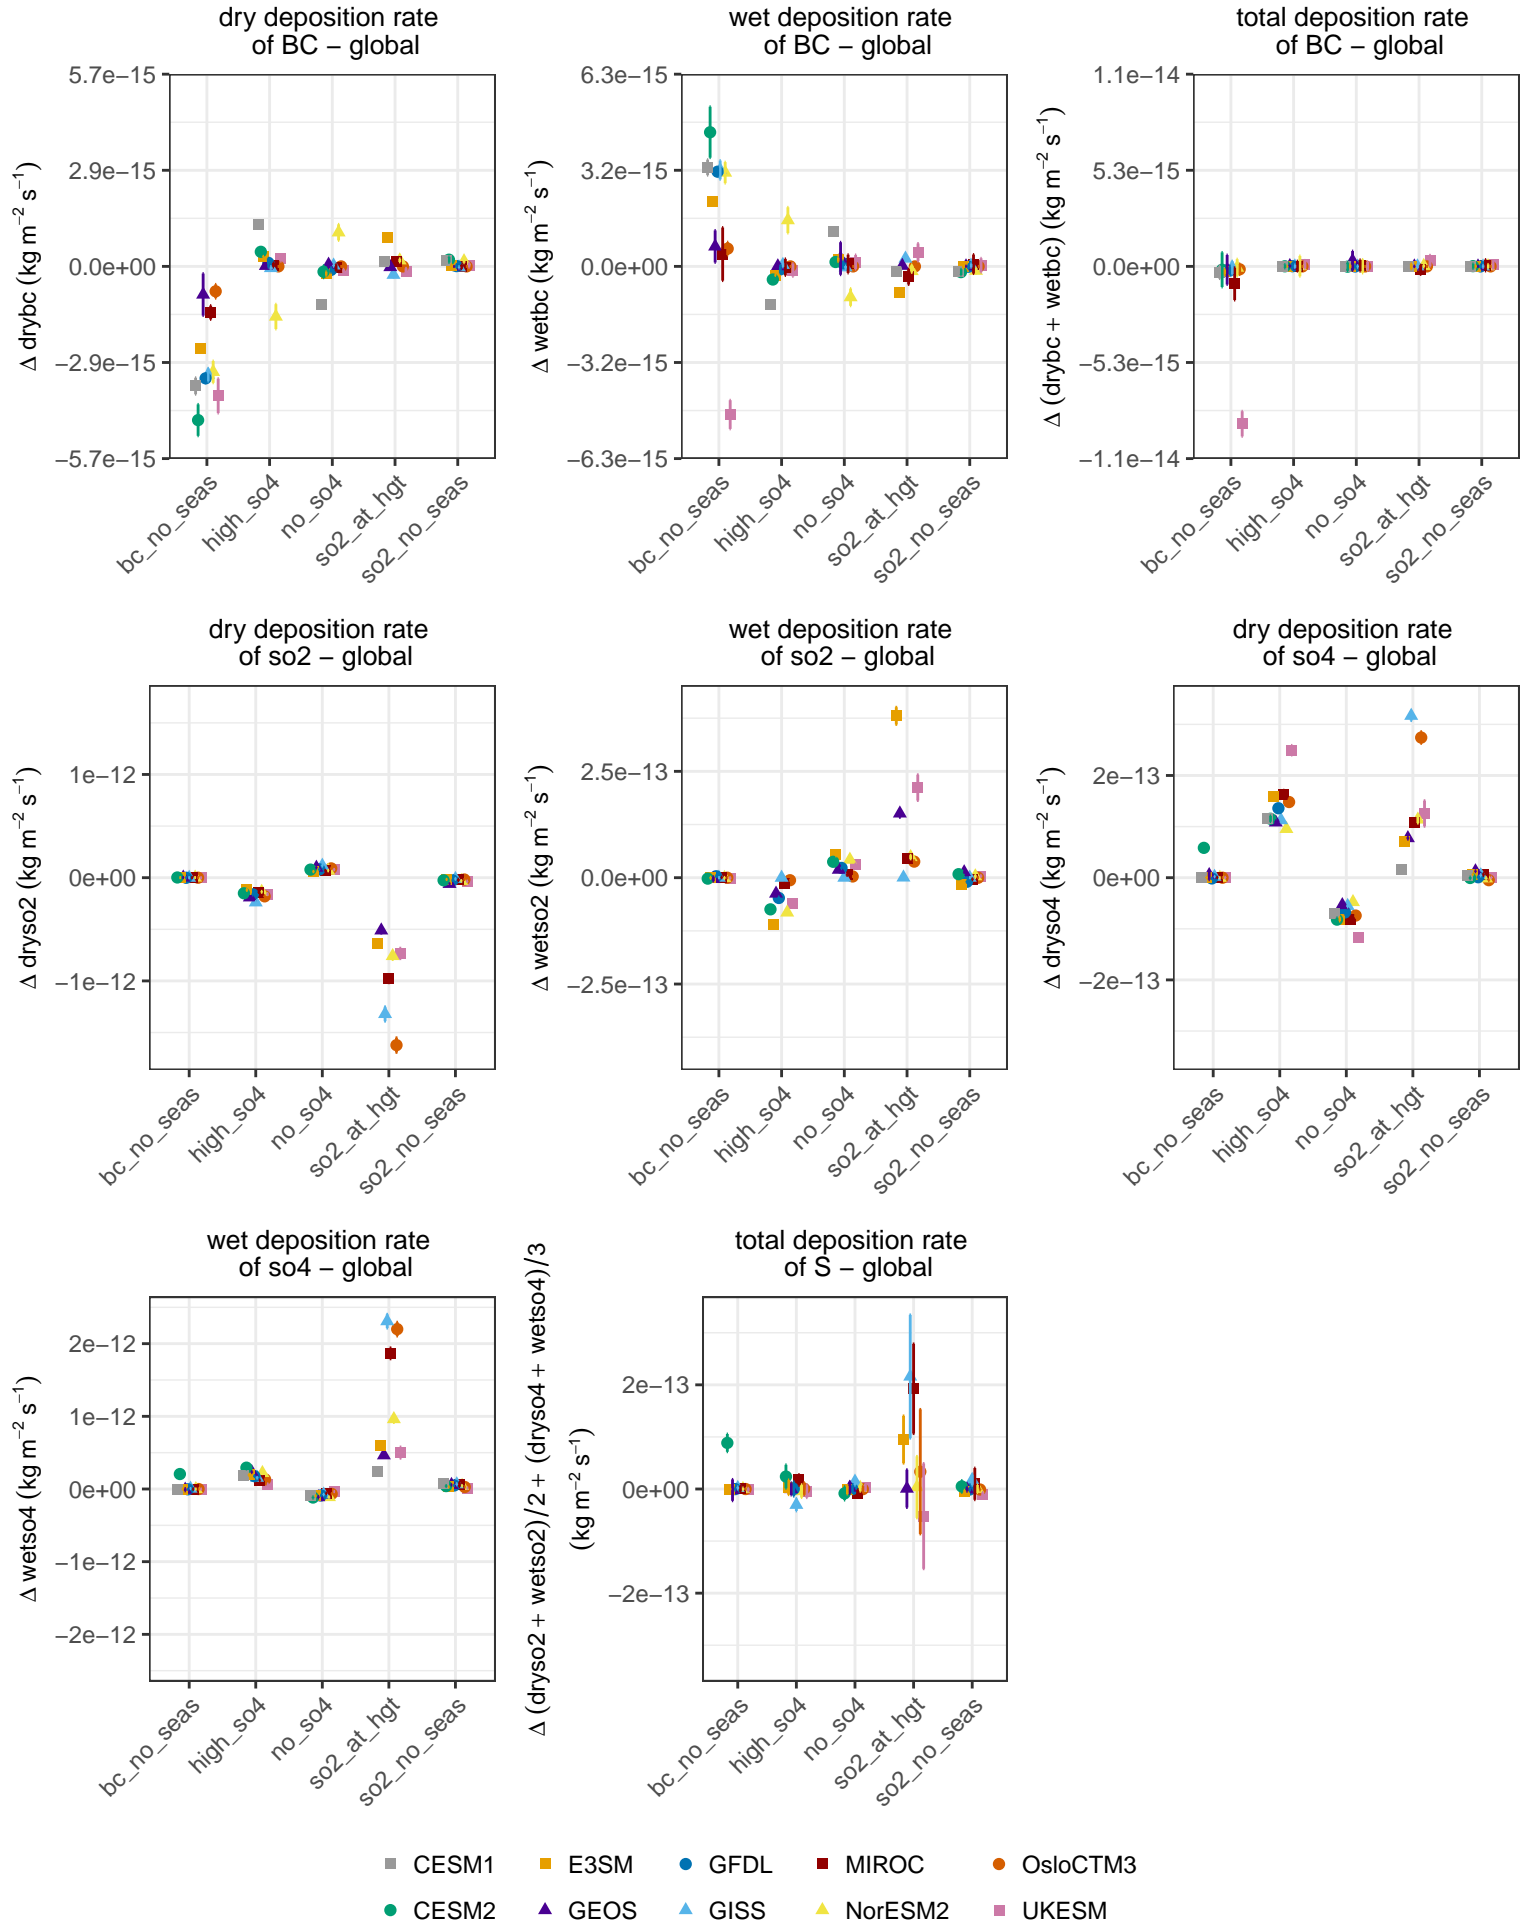 dry deposition rate
of BC − global
Δ drybc (kg m−2 s−1)
5.7e−15
2.9e−15
0.0e+00
−2.9e−15
−5.7e−15
bc_no_seas
high_so4
no_so4
so2_at_hgt
so2_no_seas
wet deposition rate
of BC − global
Δ wetbc (kg m−2 s−1)
6.3e−15
3.2e−15
0.0e+00
−3.2e−15
−6.3e−15
bc_no_seas
high_so4
no_so4
so2_at_hgt
so2_no_seas
total deposition rate
of BC − global
Δ (drybc + wetbc) (kg m−2 s−1)
1.1e−14
5.3e−15
0.0e+00
−5.3e−15
−1.1e−14
bc_no_seas
high_so4
no_so4
so2_at_hgt
so2_no_seas
dry deposition rate
of so2 − global
Δ dryso2 (kg m−2 s−1)
1e−12
0e+00
−1e−12
bc_no_seas
high_so4
no_so4
so2_at_hgt
so2_no_seas
wet deposition rate
of so2 − global
Δ wetso2 (kg m−2 s−1)
2.5e−13
0.0e+00
−2.5e−13
bc_no_seas
high_so4
no_so4
so2_at_hgt
so2_no_seas
dry deposition rate
of so4 − global
Δ dryso4 (kg m−2 s−1)
2e−13
0e+00
−2e−13
bc_no_seas
high_so4
no_so4
so2_at_hgt
so2_no_seas
wet deposition rate
of so4 − global
Δ wetso4 (kg m−2 s−1)
2e−12
1e−12
0e+00
−1e−12
−2e−12
bc_no_seas
high_so4
no_so4
so2_at_hgt
so2_no_seas
total deposition rate
of S − global
Δ (dryso2 + wetso2)/2 + (dryso4 + wetso4)/3
(kg m−2 s−1)
2e−13
0e+00
−2e−13
bc_no_seas
high_so4
no_so4
so2_at_hgt
so2_no_seas
CESM1 E3SM GFDL MIROC OsloCTM3
CESM2 GEOS GISS NorESM2 UKESM